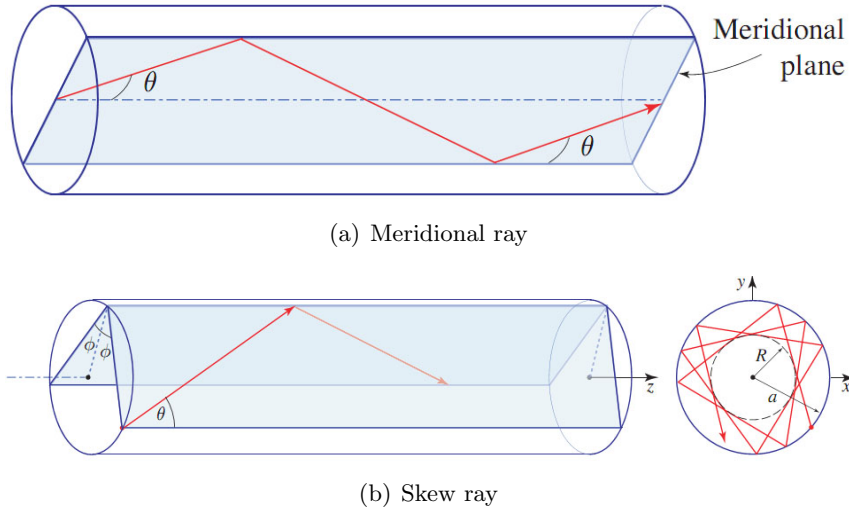 θ
θ
Meridional
plane
(a) Meridional ray
ϕ
ϕ
θ
z
y
R
a
x
(b) Skew ray